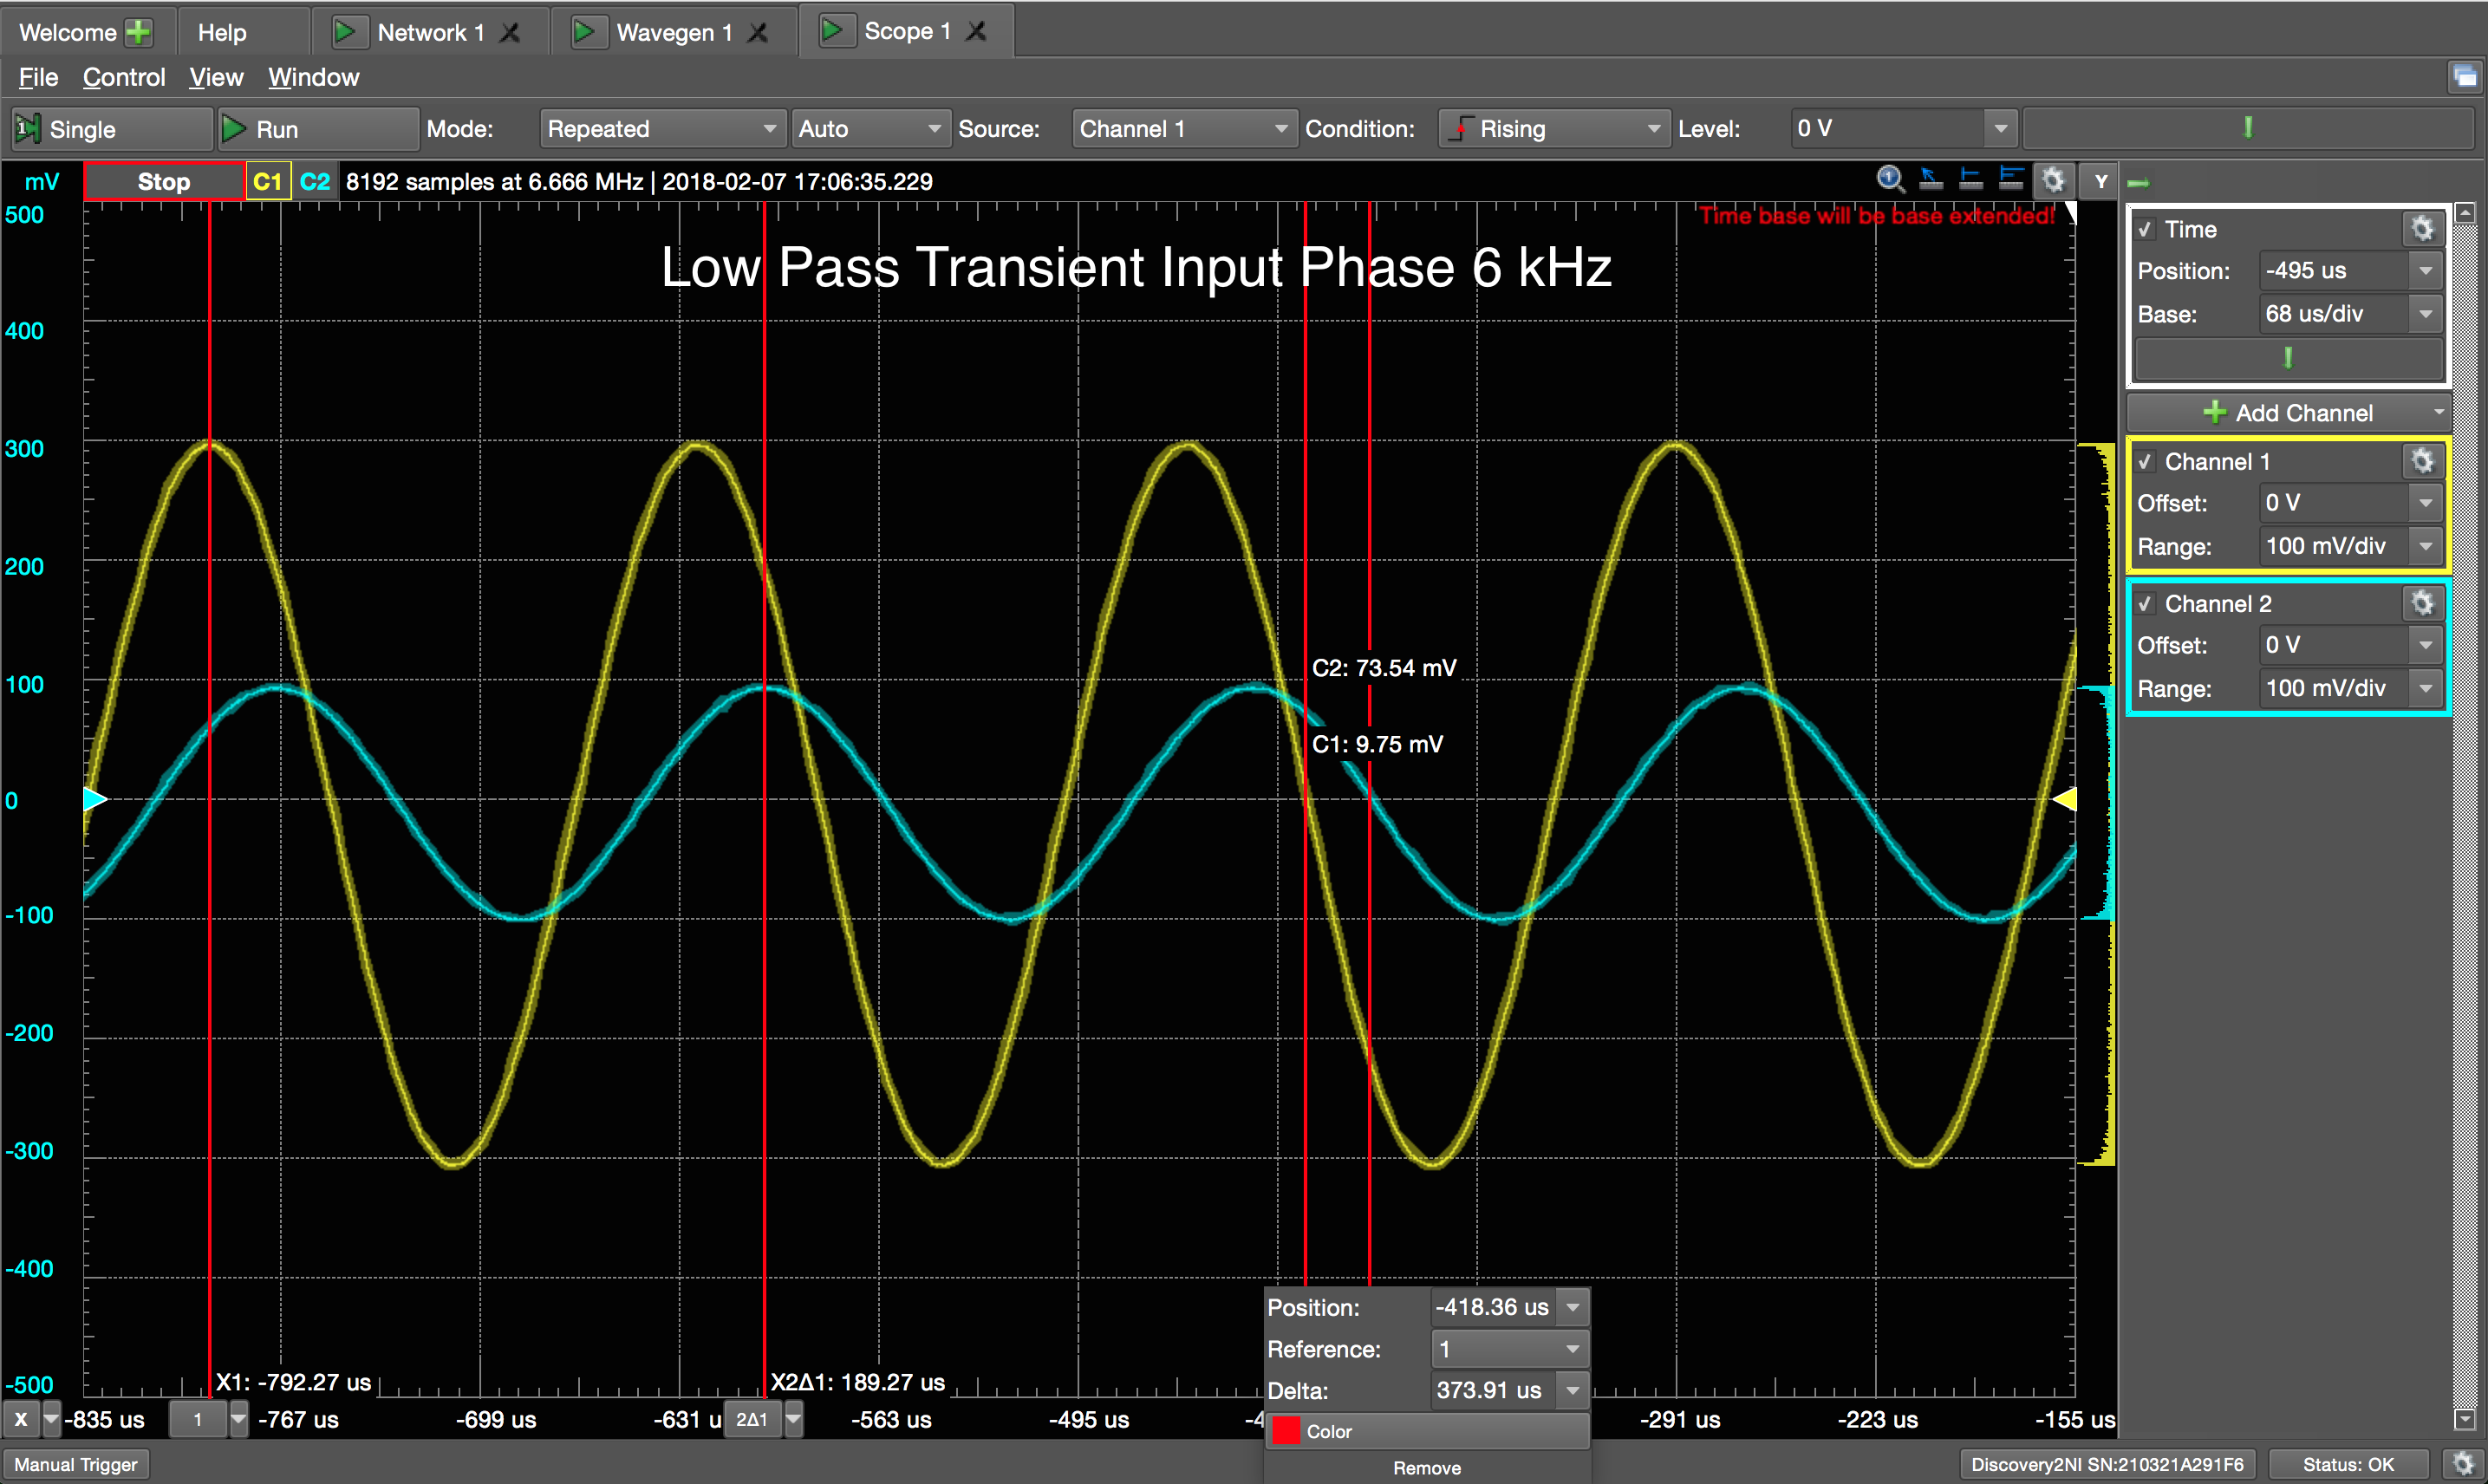 Welcome
Help
Network 1
Wavegen 1
Scope 1
File Control View Window
Single
Run
Mode: Repeated Auto Source: Channel 1 Condition: Rising Level: 0 V
mV
Stop C1 C2 8192 samples at 6.666 MHz | 2018-02-07 17:06:35.229
Y
Time base will be base extended!
Low Pass Transient Input Phase 6 kHz
500
400
300
200
100
0
-100
-200
-300
-400
-500
C2: 73.54 mV
C1: 9.75 mV
X1: -792.27 us
X2Δ1: 189.27 us
X -835 us 1 -767 us -699 us -631 u 2Δ1 -563 us -495 us -4 -291 us -223 us -155 us
Position: -418.36 us
Reference: 1
Delta: 373.91 us
Color
Remove
Time
Position: -495 us
Base: 68 us/div
Add Channel
Channel 1
Offset: 0 V
Range: 100 mV/div
Channel 2
Offset: 0 V
Range: 100 mV/div
Manual Trigger
Discovery2NI SN:210321A291F6
Status: OK